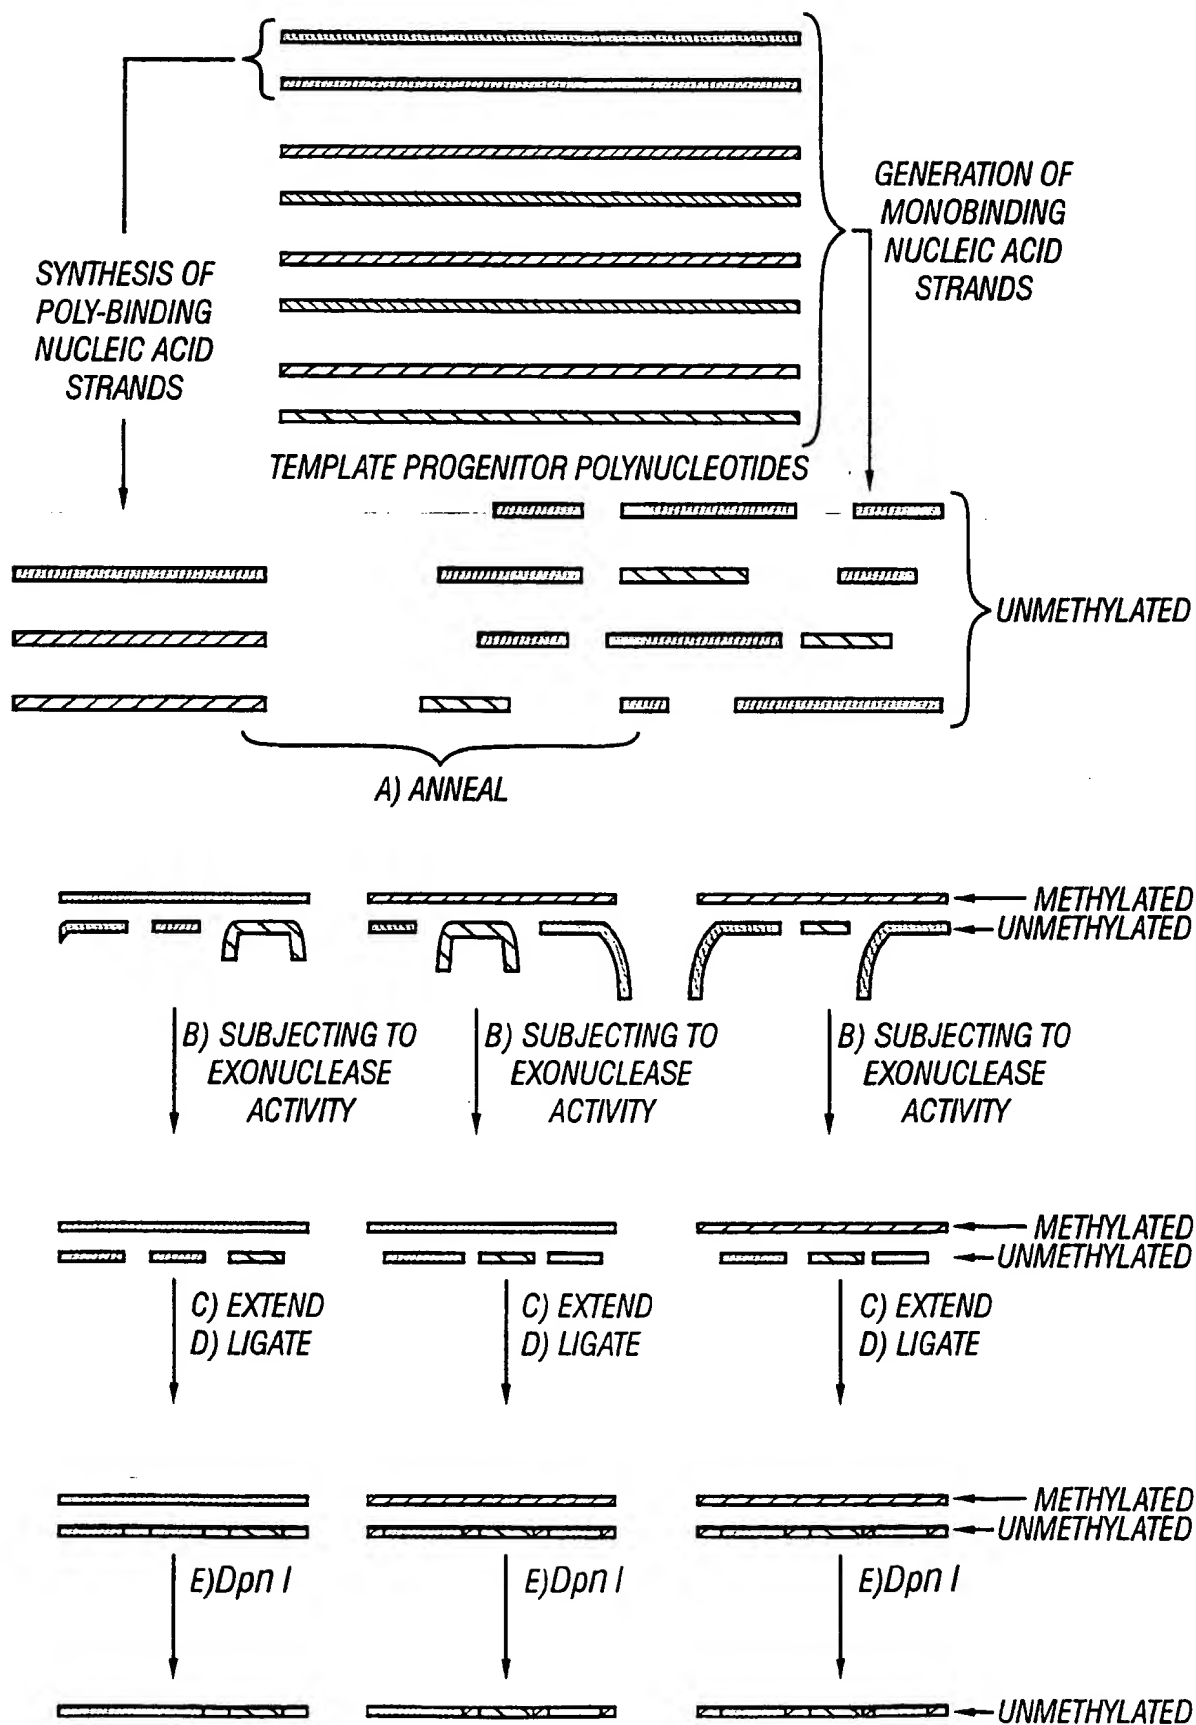 GENERATION OF
MONOBINDING
NUCLEIC ACID
STRANDS
SYNTHESIS OF
POLY-BINDING
NUCLEIC ACID
STRANDS
TEMPLATE PROGENITOR POLYNUCLEOTIDES
UNMETHYLATED
A) ANNEAL
METHYLATED
UNMETHYLATED
B) SUBJECTING TO
EXONUCLEASE
ACTIVITY
B) SUBJECTING TO
EXONUCLEASE
ACTIVITY
B) SUBJECTING TO
EXONUCLEASE
ACTIVITY
METHYLATED
UNMETHYLATED
C) EXTEND
D) LIGATE
C) EXTEND
D) LIGATE
C) EXTEND
D) LIGATE
METHYLATED
UNMETHYLATED
E)Dpn I
E)Dpn I
E)Dpn I
UNMETHYLATED